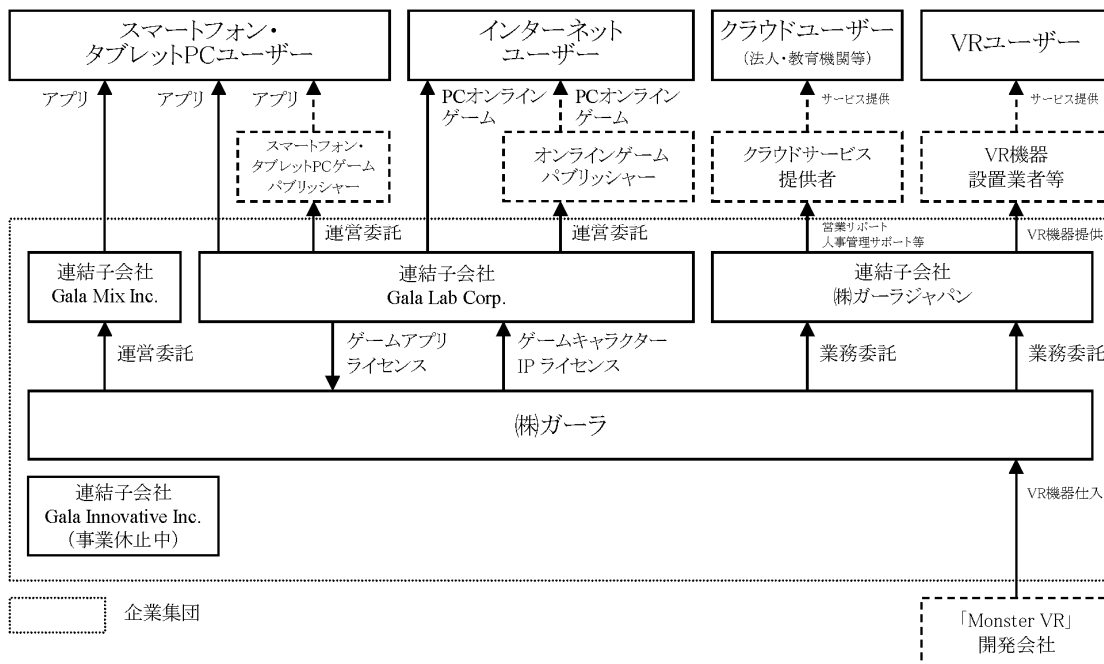 スマートフォン・
タブレットPCユーザー
インターネット
ユーザー
クラウドユーザー
（法人・教育機関等）
VRユーザー
アプリ
アプリ
アプリ
PCオンライン
ゲーム
PCオンライン
ゲーム
サービス提供
サービス提供
スマートフォン・
タブレットPCゲーム
パブリッシャー
オンラインゲーム
パブリッシャー
クラウドサービス
提供者
VR機器
設置業者等
運営委託
運営委託
営業リポート
人事管理サポート等
VR機器提供
連結子会社
Gala Mix Inc.
連結子会社
Gala Lab Corp.
連結子会社
㈱ガーラジャパン
運営委託
ゲームアプリ
ライセンス
ゲームキャラクター
IP ライセンス
業務委託
業務委託
㈱ガーラ
連結子会社
Gala Innovative Inc.
（事業休止中）
VR機器仕入
企業集団
「Monster VR」
開発会社